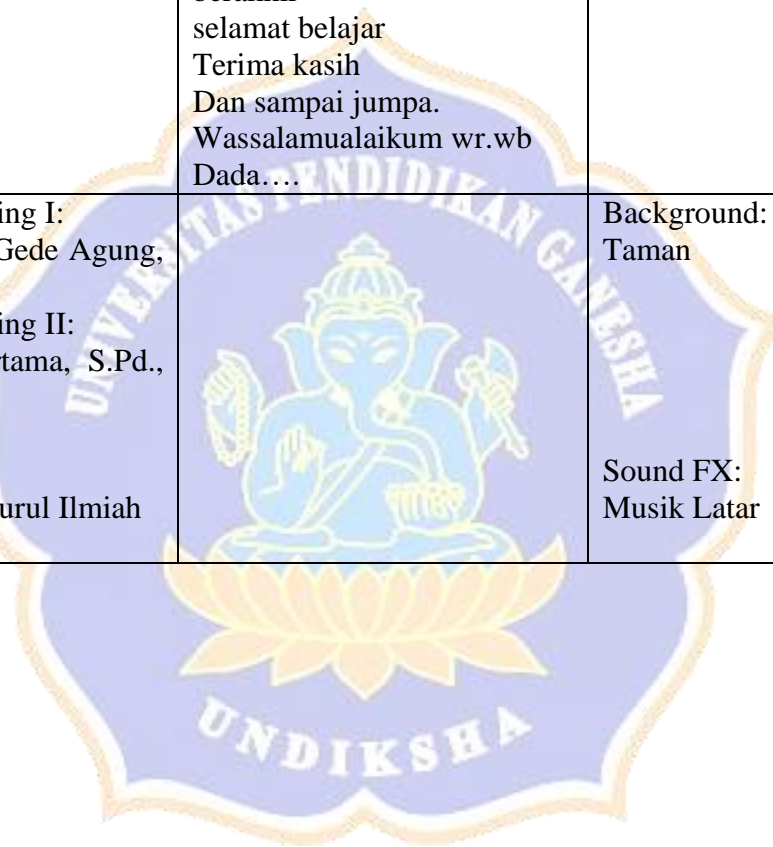 selamat belajar
Terima kasih
Dan sampai jumpa.
Wassalamualaikum wr.wb
Dada….
ing I:
Gede Agung,
ing II:
rtama, S.Pd.,
urul Ilmiah
Background:
Taman
Sound FX:
Musik Latar
UNIVERSITAS PENDIDIKAN GANESHA
UNDIKSHA